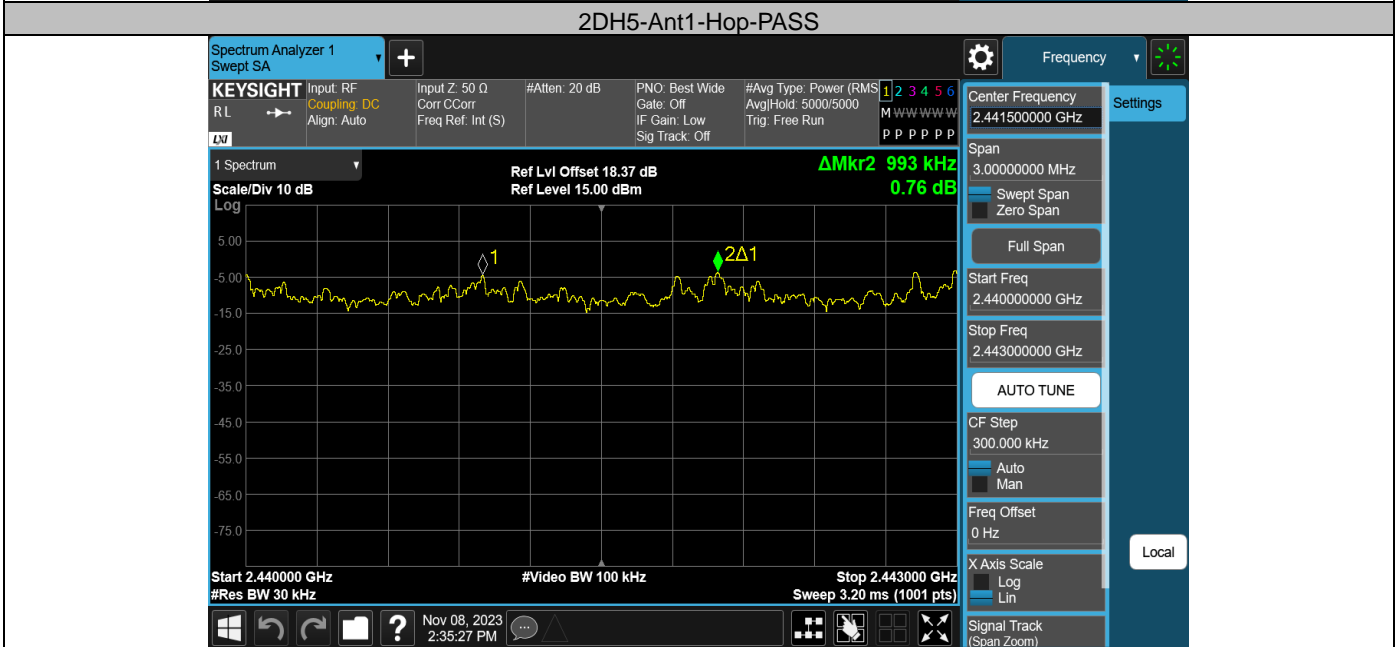 2DH5-Ant1-Hop-PASS
Spectrum Analyzer 1
Swept SA
Frequency
KEYSIGHT
RL
LXI
Input: RF
Coupling: DC
Align: Auto
Input Z: 50 Ω
Corr CCorr
Freq Ref: Int (S)
#Atten: 20 dB
PNO: Best Wide
Gate: Off
IF Gain: Low
Sig Track: Off
#Avg Type: Power (RMS
Avg|Hold: 5000/5000
Trig: Free Run
1 2 3 4 5 6
M W W W W W
P P P P P P
Center Frequency
2.441500000 GHz
Settings
Span
3.00000000 MHz
Swept Span
Zero Span
Full Span
Start Freq
2.440000000 GHz
Stop Freq
2.443000000 GHz
AUTO TUNE
CF Step
300.000 kHz
Auto
Man
Freq Offset
0 Hz
X Axis Scale
Log
Lin
Signal Track
(Span Zoom)
Local
1 Spectrum
Scale/Div 10 dB
Log
Ref Lvl Offset 18.37 dB
Ref Level 15.00 dBm
ΔMkr2 993 kHz
0.76 dB
1
2Δ1
5.00
-5.00
-15.0
-25.0
-35.0
-45.0
-55.0
-65.0
-75.0
Start 2.440000 GHz
#Video BW 100 kHz
Stop 2.443000 GHz
#Res BW 30 kHz
Sweep 3.20 ms (1001 pts)
Nov 08, 2023
2:35:27 PM